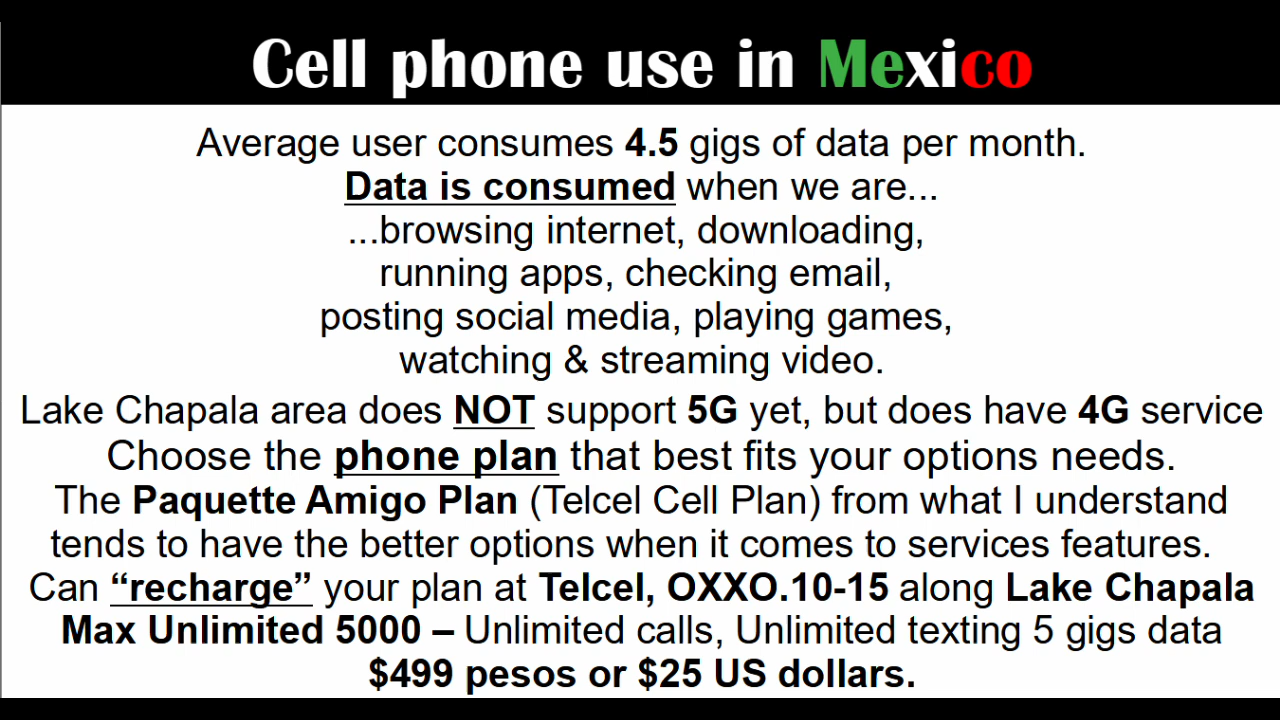 Cell phone use in Mexico
Average user consumes 4.5 gigs of data per month.
Data is consumed when we are...
...browsing internet, downloading,
running apps, checking email,
posting social media, playing games,
watching & streaming video.
Lake Chapala area does NOT support 5G yet, but does have 4G service
Choose the phone plan that best fits your options needs.
The Paquette Amigo Plan (Telcel Cell Plan) from what I understand
tends to have the better options when it comes to services features.
Can “recharge” your plan at Telcel, OXXO.10-15 along Lake Chapala
Max Unlimited 5000 – Unlimited calls, Unlimited texting 5 gigs data
$499 pesos or $25 US dollars.